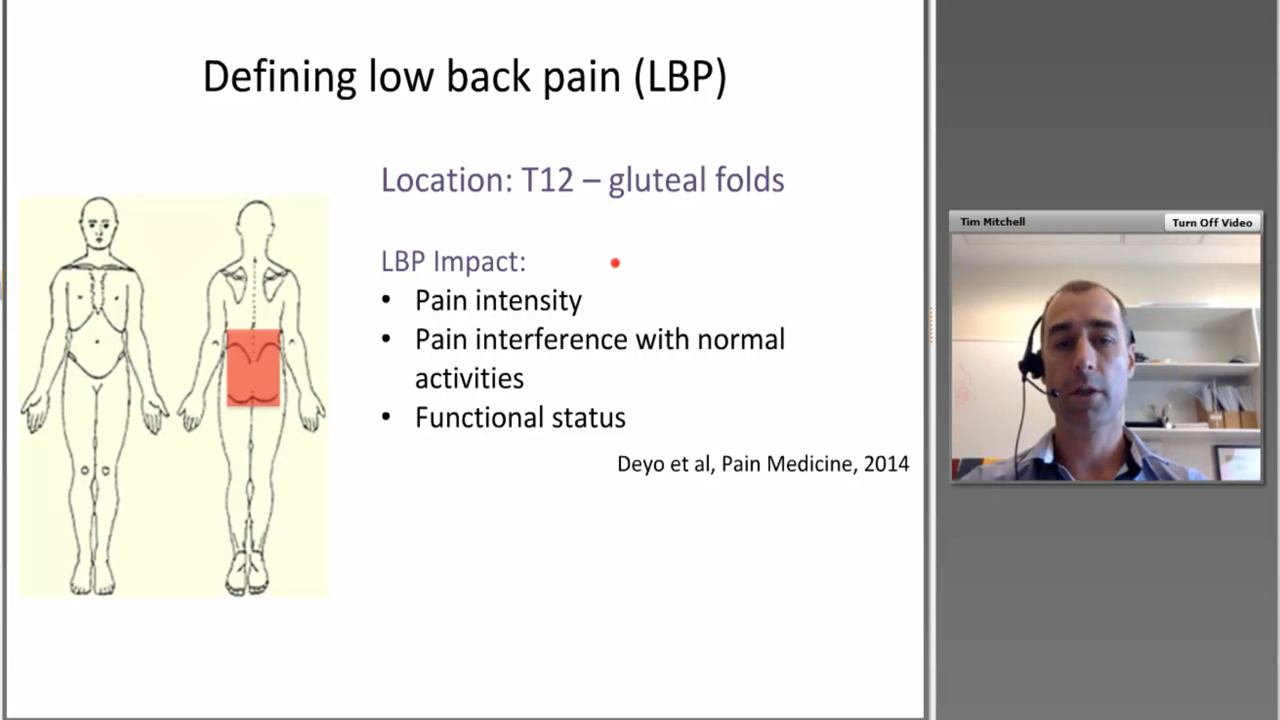 Defining low back pain (LBP)
Location: T12 – gluteal folds
LBP Impact:
• Pain intensity
• Pain interference with normal
activities
• Functional status
Deyo et al, Pain Medicine, 2014
Tim Mitchell
Turn Off Video